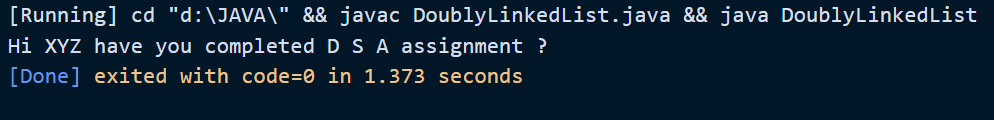 [Running] cd "d:\JAVA\" && javac DoublyLinkedList.java && java DoublyLinkedList
Hi XYZ have you completed D S A assignment ?
[Done] exited with code=0 in 1.373 seconds